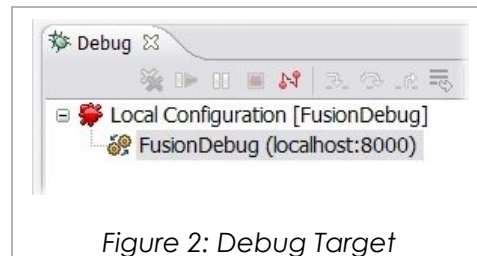 Debug
Local Configuration [FusionDebug]
FusionDebug (localhost:8000)
Figure 2: Debug Target